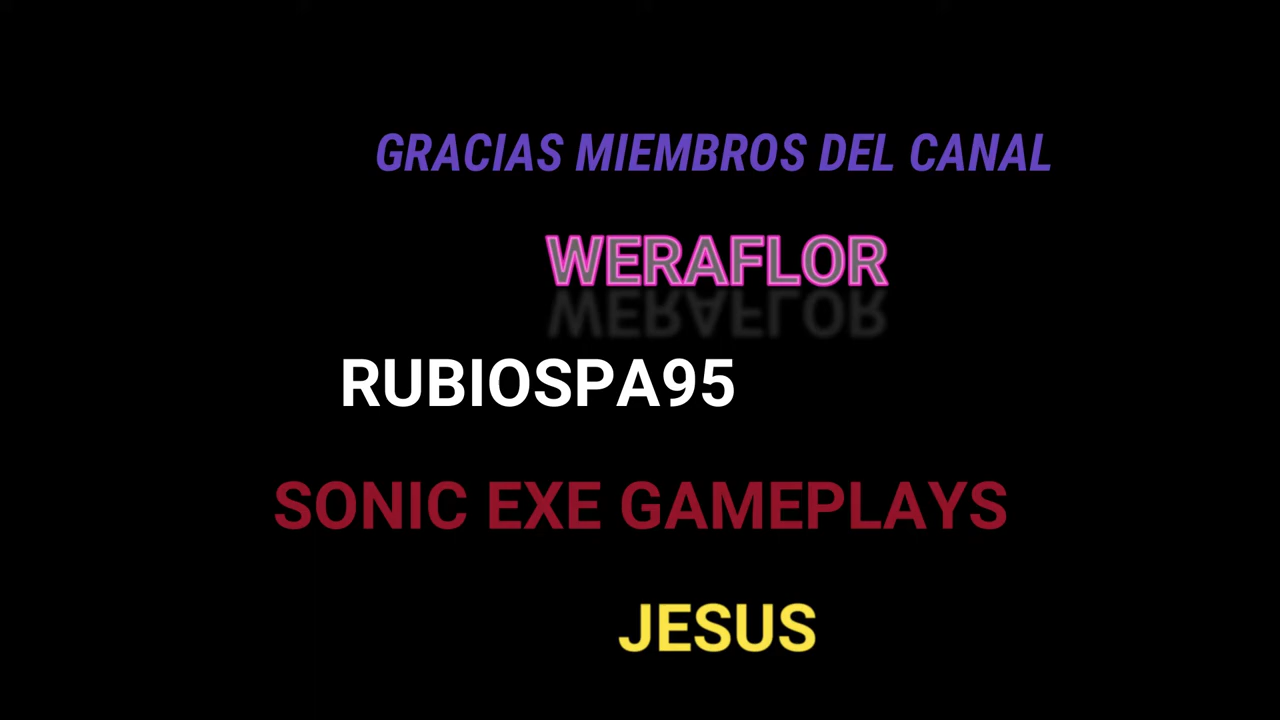 GRACIAS MIEMBROS DEL CANAL
WERAFLOR
RUBIOSPA95
SONIC EXE GAMEPLAYS
JESUS